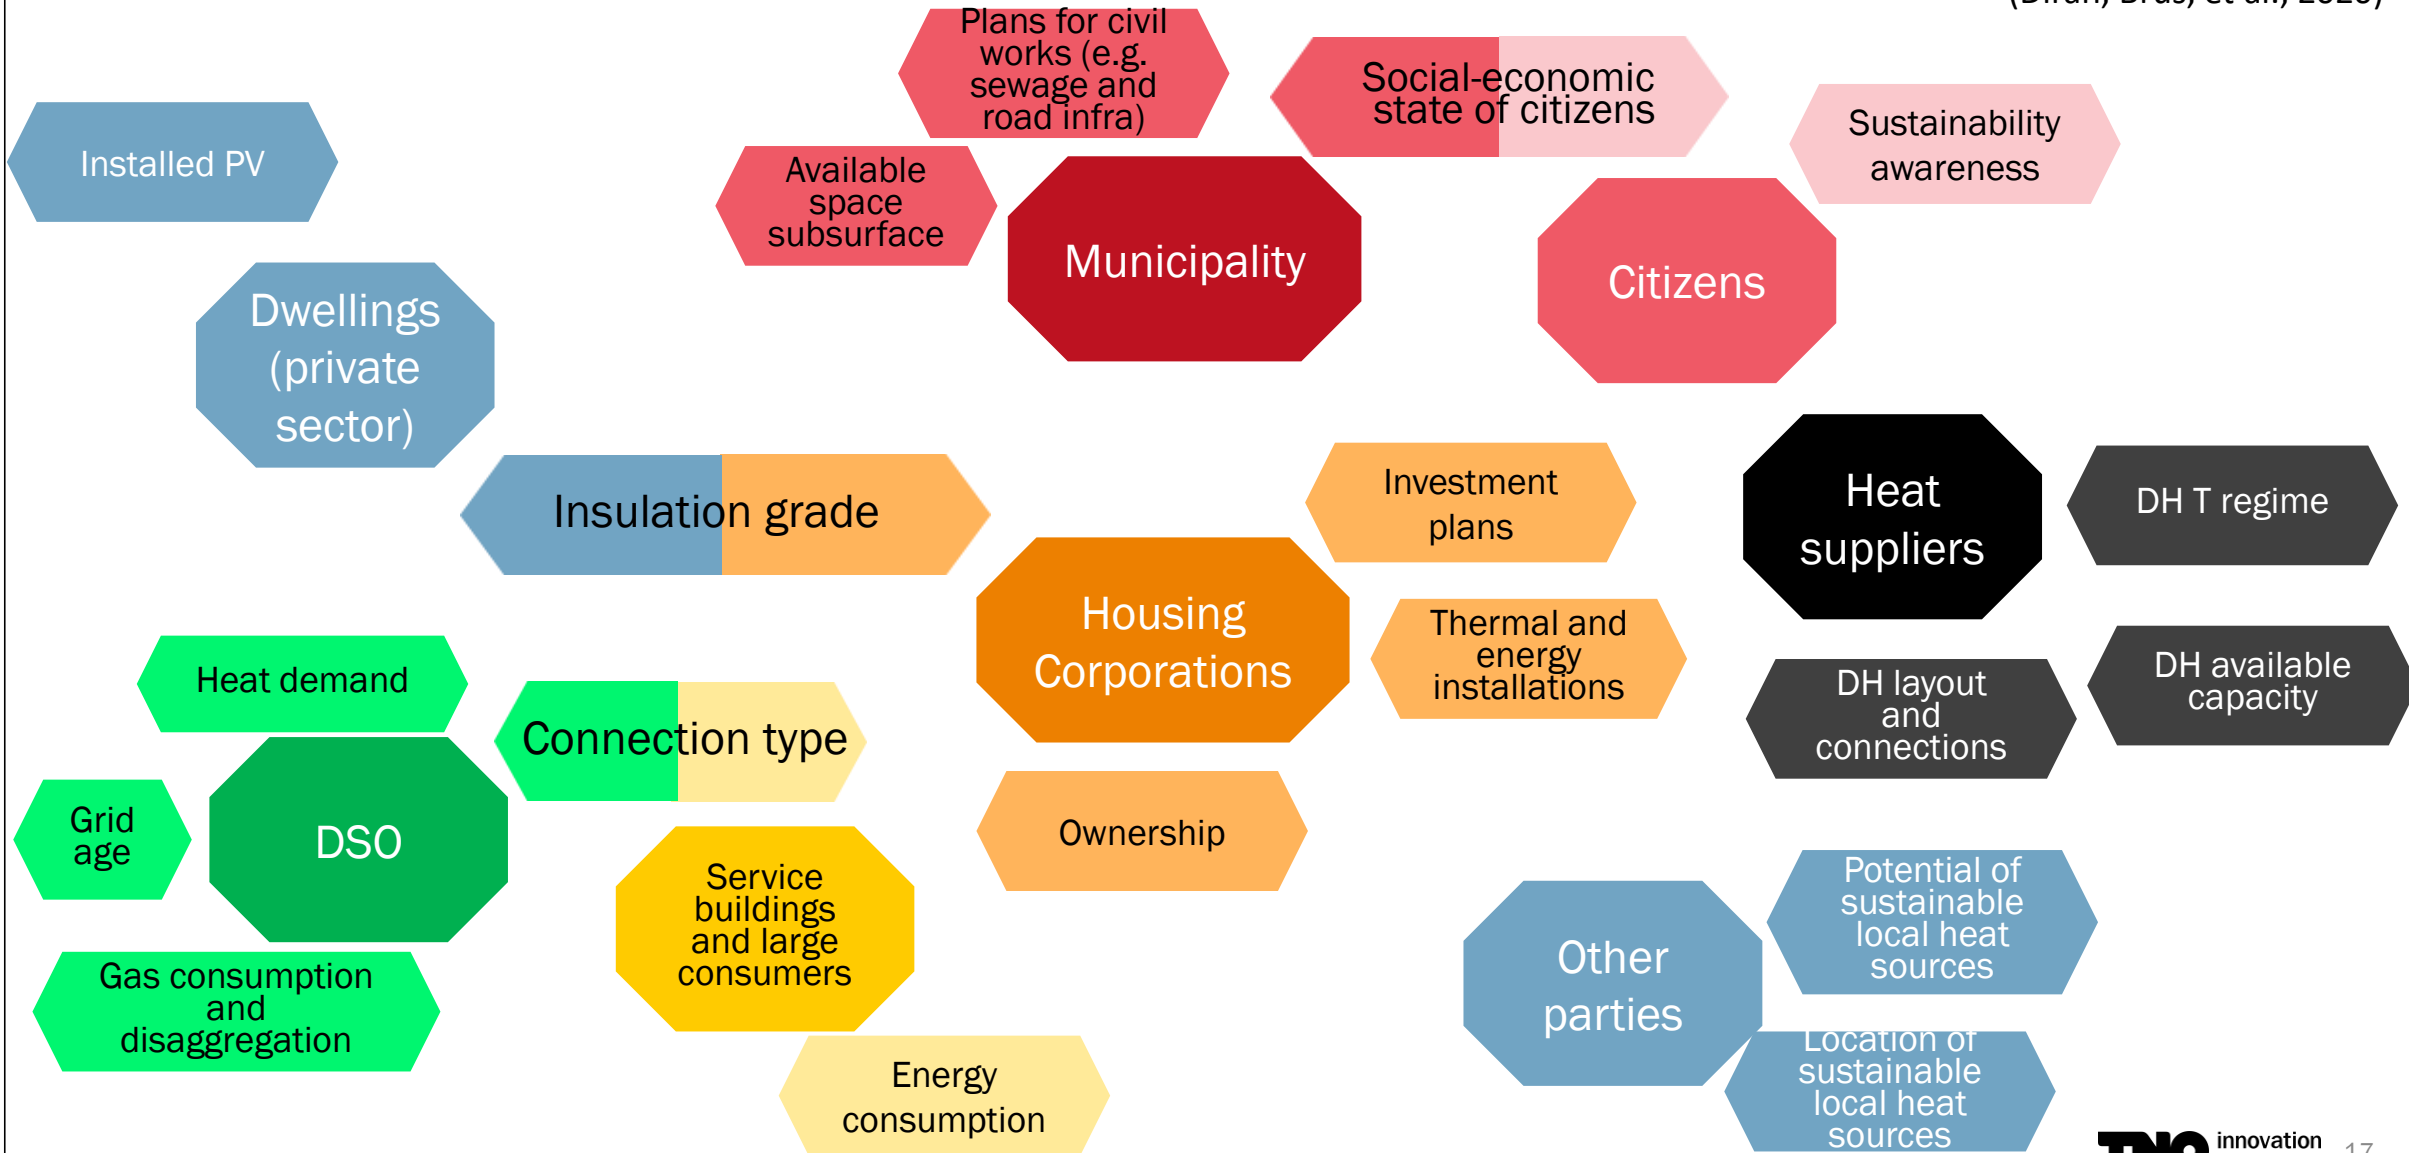 Plans for civil
works (e.g.
sewage and
road infra)
Social-economic
state of citizens
Sustainability
awareness
Installed PV
Available
space
subsurface
Municipality
Citizens
Dwellings
(private
sector)
Insulation grade
Investment
plans
Heat
suppliers
DH T regime
Housing
Corporations
Thermal and
energy
installations
DH layout
and
connections
DH available
capacity
Heat demand
Connection type
Grid
age
DSO
Ownership
Service
buildings
and large
consumers
Gas consumption
and
disaggregation
Energy
consumption
Other
parties
Potential of
sustainable
local heat
sources
Location of
sustainable
local heat
sources
innovation
17